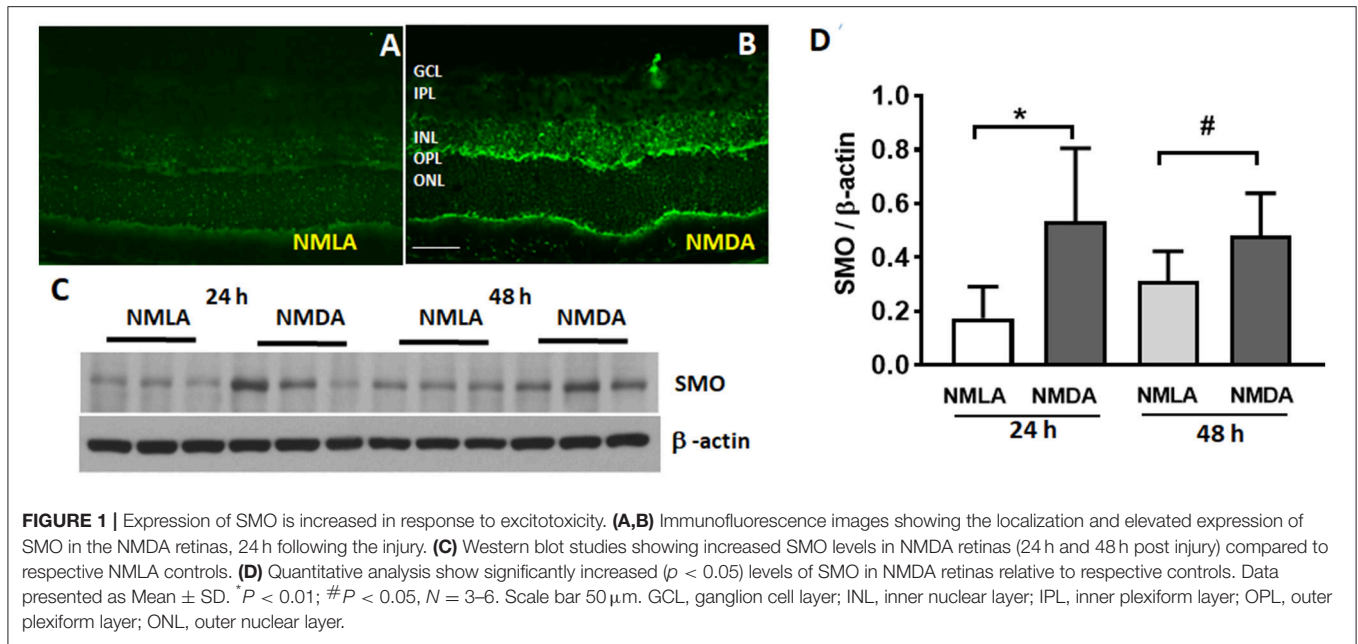 A
NMLA
B
GCL
IPL
INL
OPL
ONL
NMDA
C
24 h 48 h
NMLA NMDA NMLA NMDA
SMO
β -actin
D
SMO / β-actin
1.0
0.8
0.6
0.4
0.2
0.0
* #
NMLA NMDA NMLA NMDA
24 h 48 h
FIGURE 1 | Expression of SMO is increased in response to excitotoxicity. (A,B) Immunofluorescence images showing the localization and elevated expression of
SMO in the NMDA retinas, 24 h following the injury. (C) Western blot studies showing increased SMO levels in NMDA retinas (24 h and 48 h post injury) compared to
respective NMLA controls. (D) Quantitative analysis show significantly increased (p < 0.05) levels of SMO in NMDA retinas relative to respective controls. Data
presented as Mean ± SD. *P < 0.01; #P < 0.05, N = 3–6. Scale bar 50 μm. GCL, ganglion cell layer; INL, inner nuclear layer; IPL, inner plexiform layer; OPL, outer
plexiform layer; ONL, outer nuclear layer.